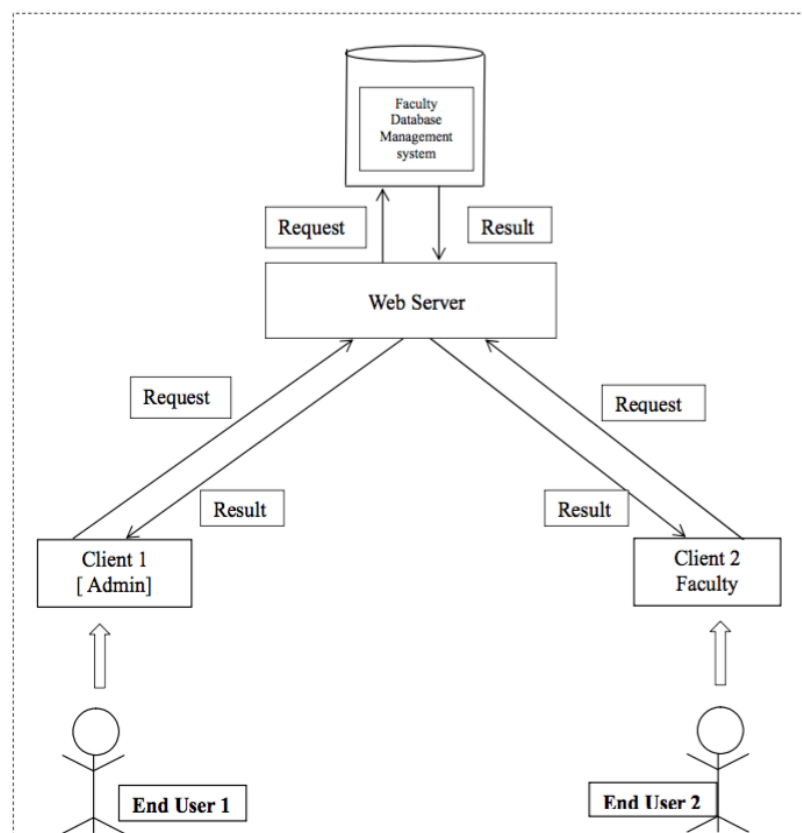 Faculty
Database
Management
system
Request
Result
Web Server
Request
Request
Result
Result
Client 1
[ Admin]
Client 2
Faculty
End User 1
End User 2